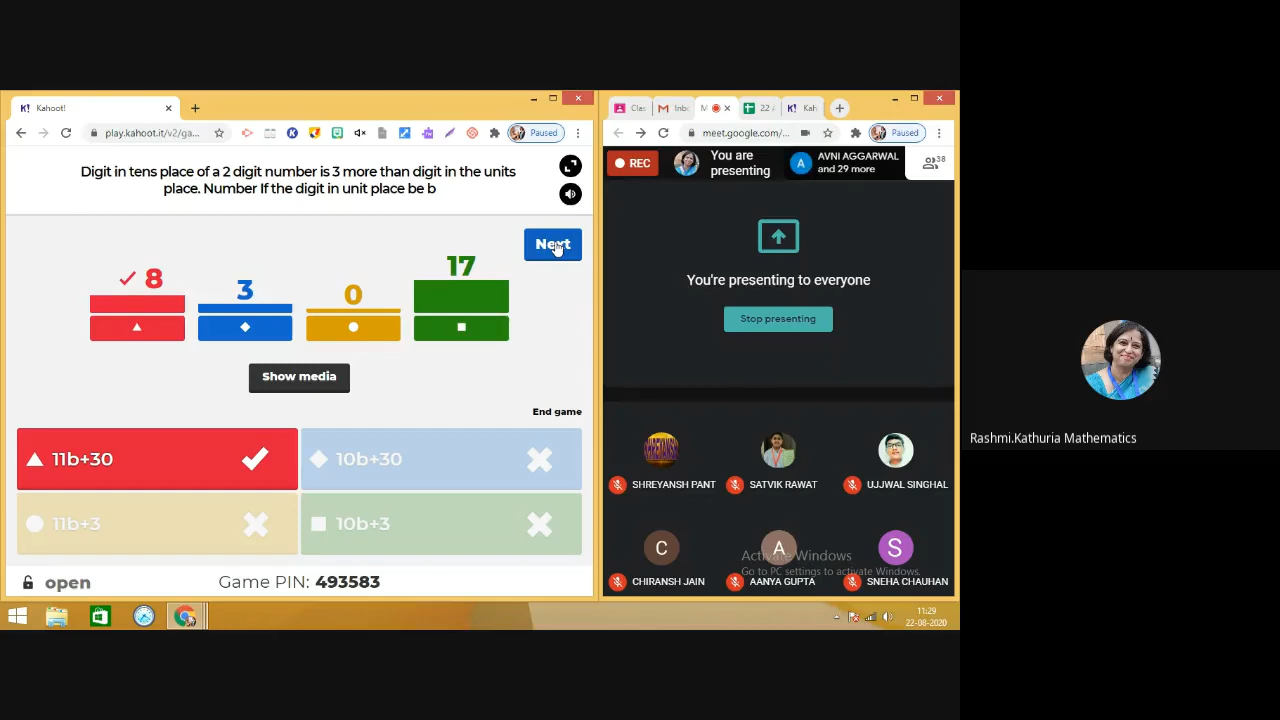 Kahoot!
play.kahoot.it/v2/ga...
Paused
Digit in tens place of a 2 digit number is 3 more than digit in the units
place. Number If the digit in unit place be b
Next
8
3
0
17
Show media
End game
11b+30
10b+30
11b+3
10b+3
open
Game PIN: 493583
Clas
Inbo
M
22 A
Kah
meet.google.com/...
Paused
REC
You are
presenting
A
AVNI AGGARWAL
and 29 more
38
You're presenting to everyone
Stop presenting
SHREYANSH PANT
SATVIK RAWAT
UJJWAL SINGHAL
C
A
S
Activate Windows
Go to PC settings to activate Windows.
CHIRANSH JAIN
AANYA GUPTA
SNEHA CHAUHAN
11:29
22-08-2020
Rashmi.Kathuria Mathematics